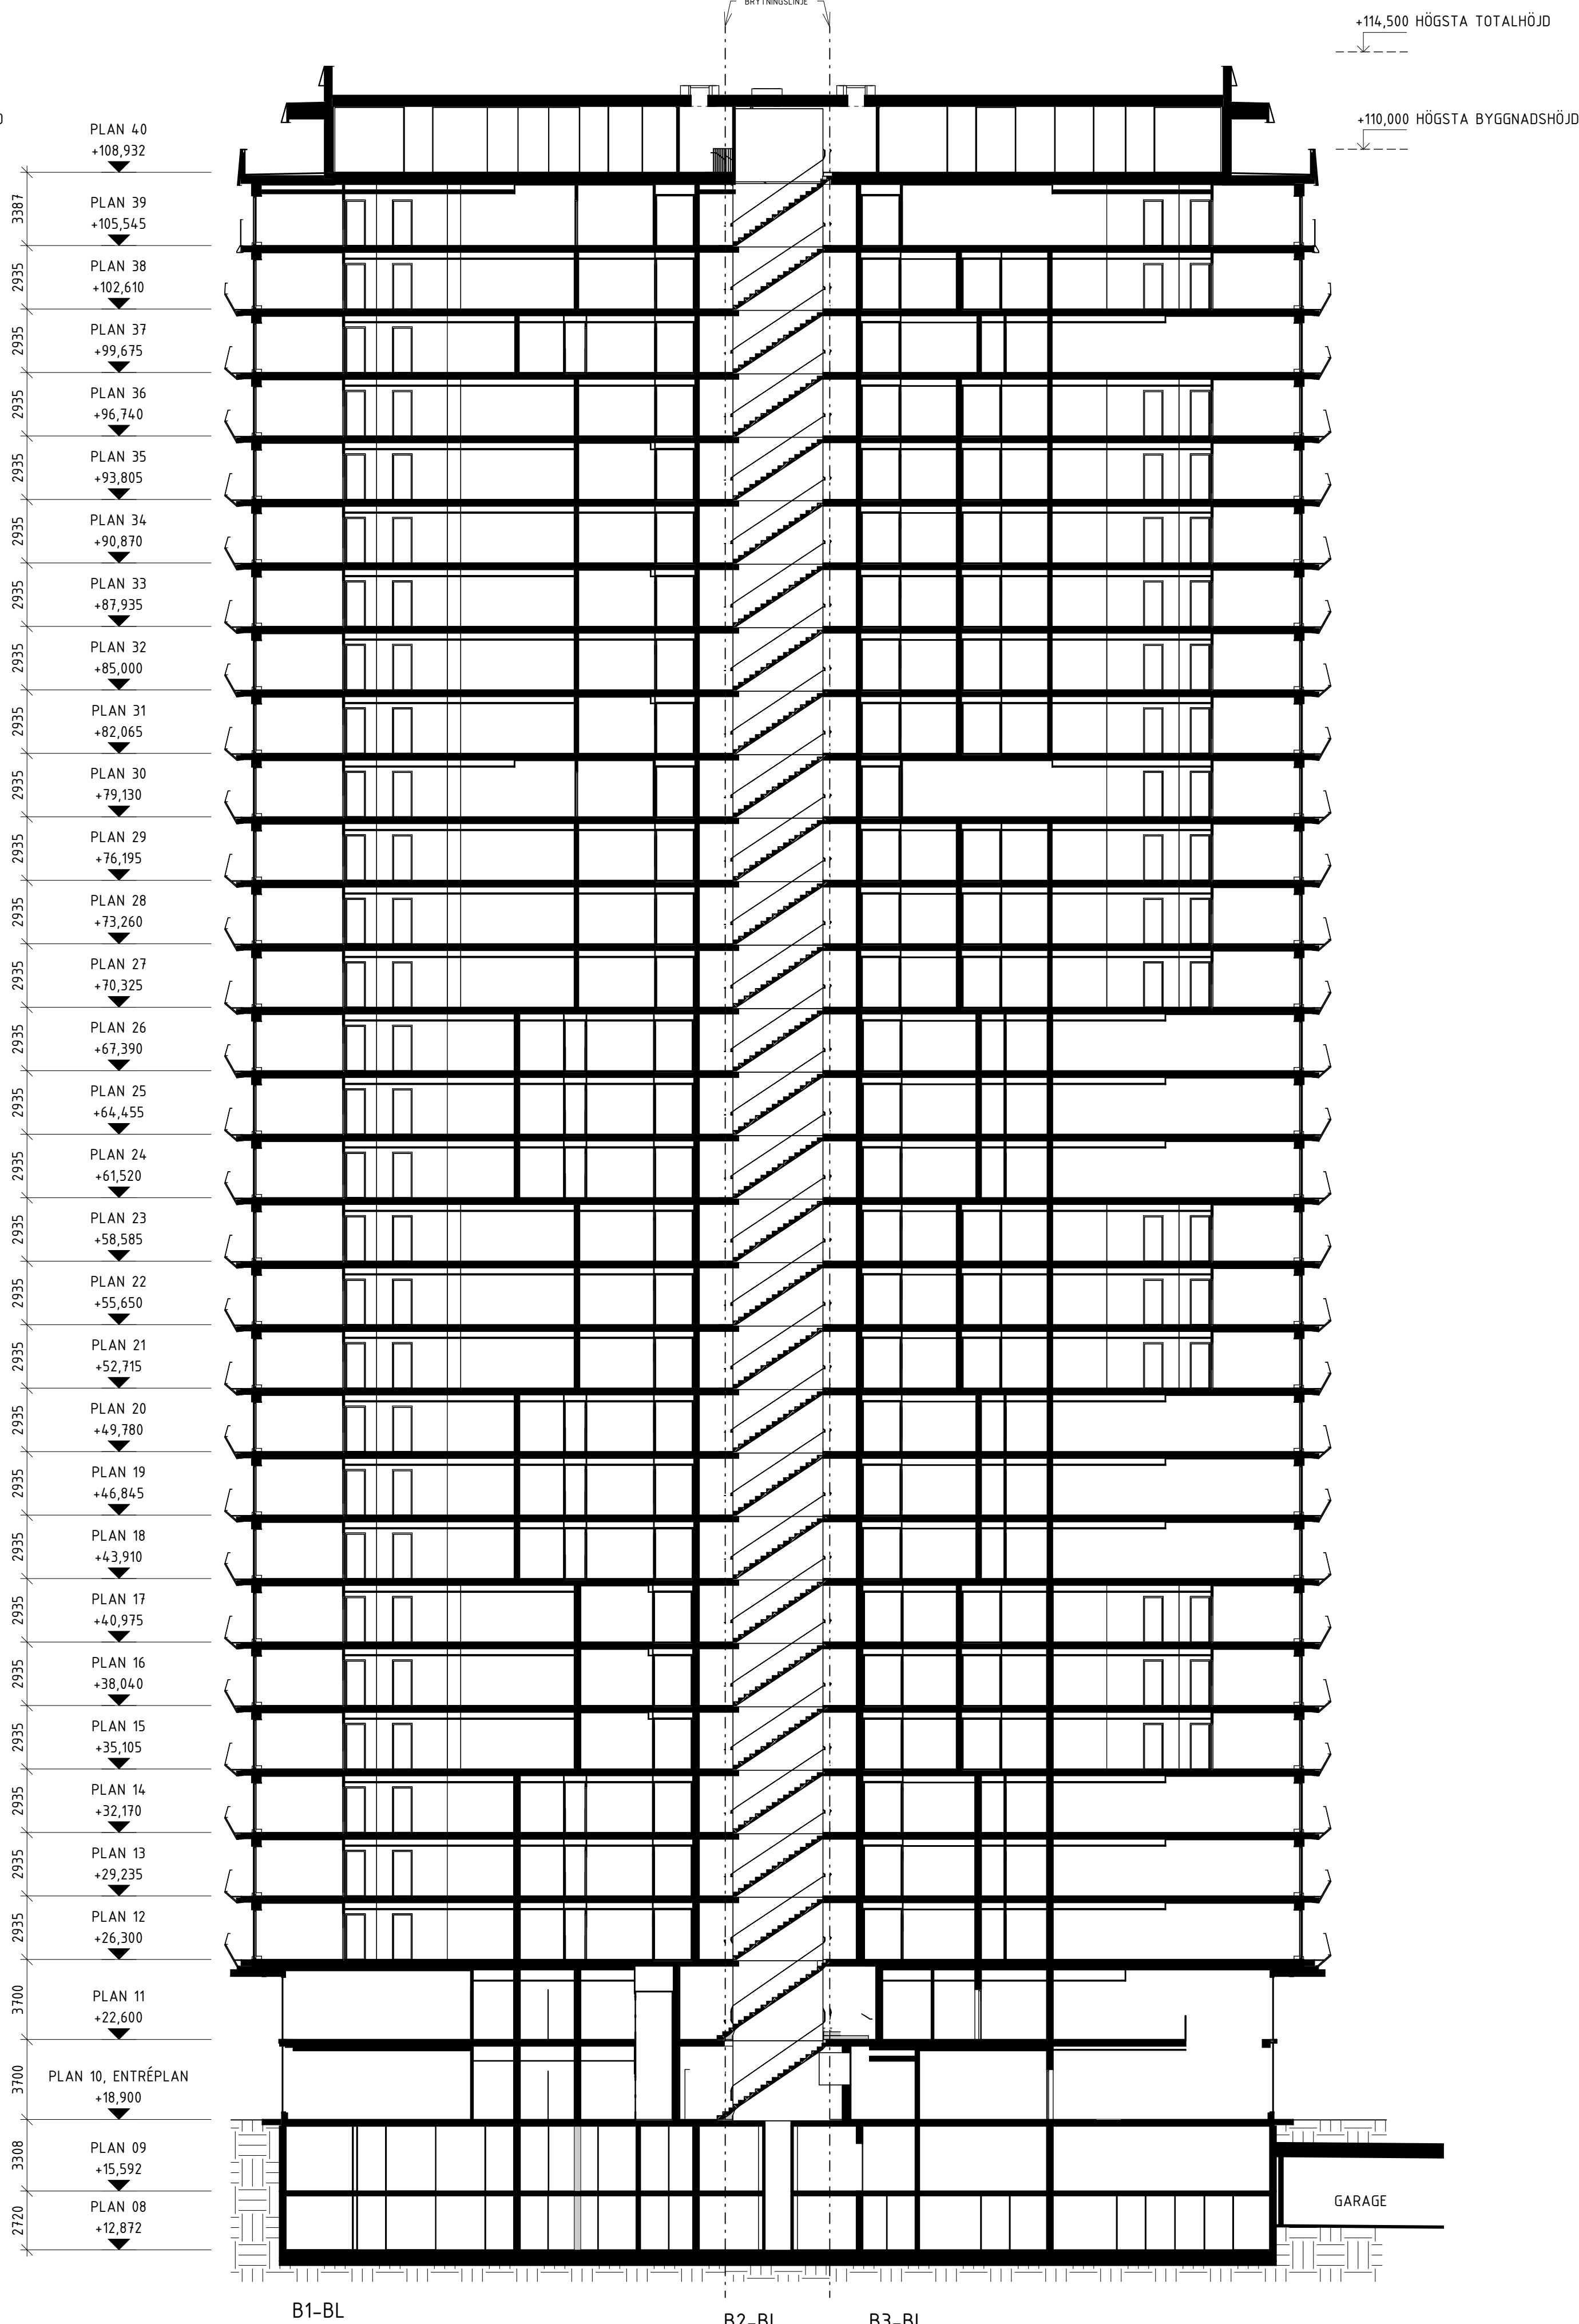 BRYTNINGSLINJE
+114,500 HÖGSTA TOTALHÖJD
+110,000 HÖGSTA BYGGNADSHÖJD
PLAN 40
+108,932
3387
PLAN 39
+105,545
2935
PLAN 38
+102,610
2935
PLAN 37
+99,675
2935
PLAN 36
+96,740
2935
PLAN 35
+93,805
2935
PLAN 34
+90,870
2935
PLAN 33
+87,935
2935
PLAN 32
+85,000
2935
PLAN 31
+82,065
2935
PLAN 30
+79,130
2935
PLAN 29
+76,195
2935
PLAN 28
+73,260
2935
PLAN 27
+70,325
2935
PLAN 26
+67,390
2935
PLAN 25
+64,455
2935
PLAN 24
+61,520
2935
PLAN 23
+58,585
2935
PLAN 22
+55,650
2935
PLAN 21
+52,715
2935
PLAN 20
+49,780
2935
PLAN 19
+46,845
2935
PLAN 18
+43,910
2935
PLAN 17
+40,975
2935
PLAN 16
+38,040
2935
PLAN 15
+35,105
2935
PLAN 14
+32,170
2935
PLAN 13
+29,235
2935
PLAN 12
+26,300
3700
PLAN 11
+22,600
3700
PLAN 10, ENTRÉPLAN
+18,900
3308
PLAN 09
+15,592
2720
PLAN 08
+12,872
GARAGE
B1-BL
B2-BL
B3-BL